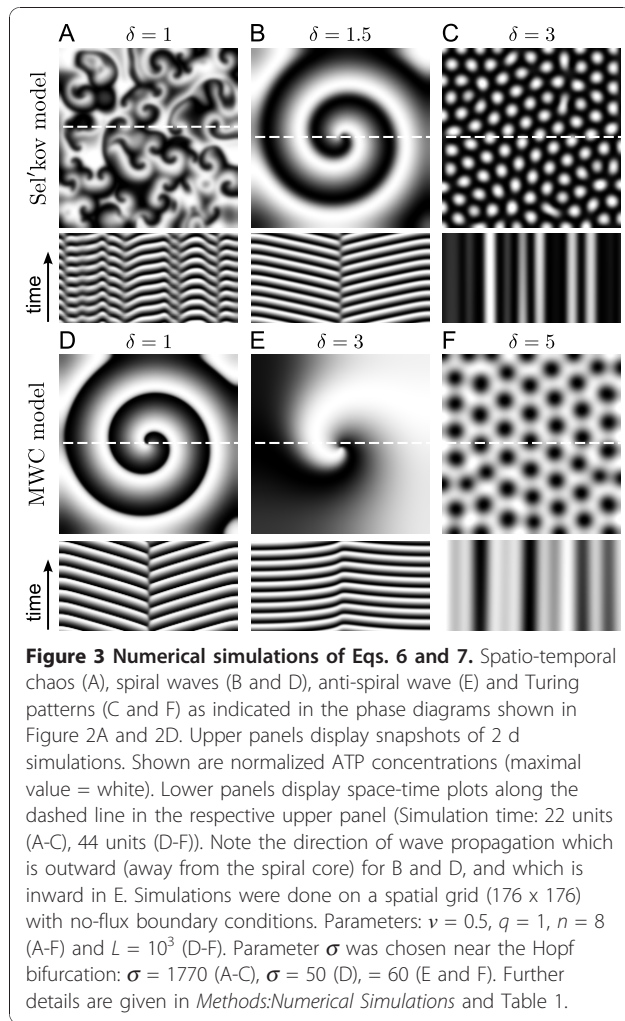 A δ = 1 B δ = 1.5 C δ = 3
Sel'kov model
time
D δ = 1 E δ = 3 F δ = 5
MWC model
time
Figure 3 Numerical simulations of Eqs. 6 and 7. Spatio-temporal
chaos (A), spiral waves (B and D), anti-spiral wave (E) and Turing
patterns (C and F) as indicated in the phase diagrams shown in
Figure 2A and 2D. Upper panels display snapshots of 2 d
simulations. Shown are normalized ATP concentrations (maximal
value = white). Lower panels display space-time plots along the
dashed line in the respective upper panel (Simulation time: 22 units
(A-C), 44 units (D-F)). Note the direction of wave propagation which
is outward (away from the spiral core) for B and D, and which is
inward in E. Simulations were done on a spatial grid (176 x 176)
with no-flux boundary conditions. Parameters: ν = 0.5, q = 1, n = 8
(A-F) and L = 10³ (D-F). Parameter σ was chosen near the Hopf
bifurcation: σ = 1770 (A-C), σ = 50 (D), = 60 (E and F). Further
details are given in Methods:Numerical Simulations and Table 1.